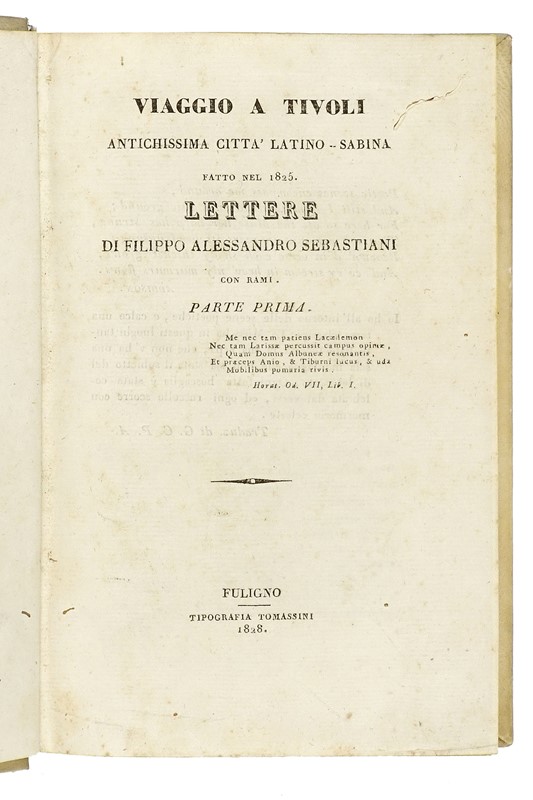 VIAGGIO A TIVOLI
ANTICHISSIMA CITTA' LATINO - SABINA
FATTO NEL 1825.
LETTERE
DI FILIPPO ALESSANDRO SEBASTIANI
CON RAMI.
PARTE PRIMA.
Me nec tam patiens Lacædemon
Nec tam Larissæ percussit campus opimæ,
Quam Domus Albuneæ resonantis,
Et præceps Anio, & Tiburni lucus, & uda
Mobilibus pomaria rivis.
Horat. Od. VII, Lib. I.
FULIGNO
TIPOGRAFIA TOMASSINI
1828.